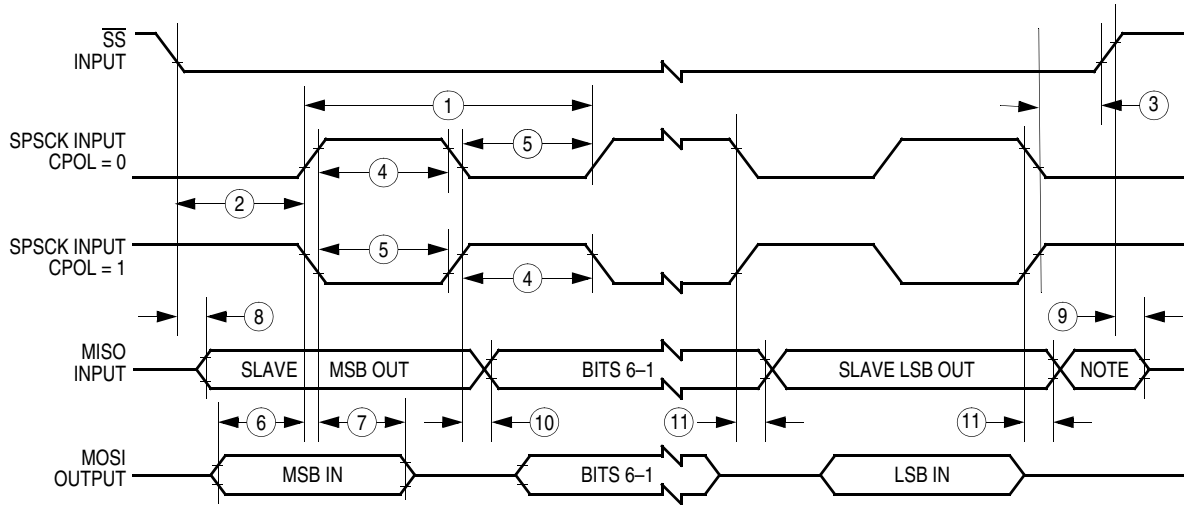 SS
INPUT
1
3
SPSCK INPUT
CPOL = 0
5
4
2
SPSCK INPUT
CPOL = 1
5
4
8
9
MISO
INPUT
SLAVE MSB OUT
BITS 6–1
SLAVE LSB OUT
NOTE
6
7
10
11
11
MOSI
OUTPUT
MSB IN
BITS 6–1
LSB IN